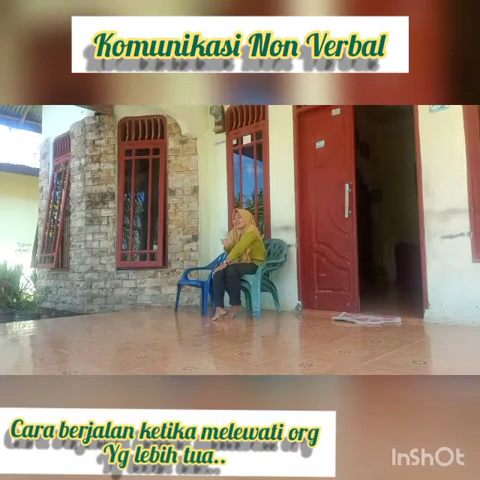 Komunikasi Non Verbal
Cara berjalan ketika melewati org
Yg lebih tua..
InShOt